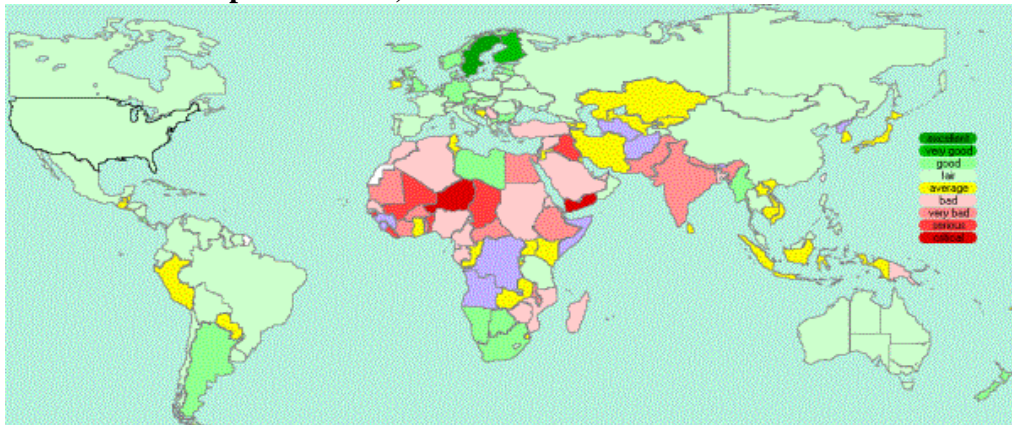 excellent
very good
good
fair
average
bad
very bad
serious
critical